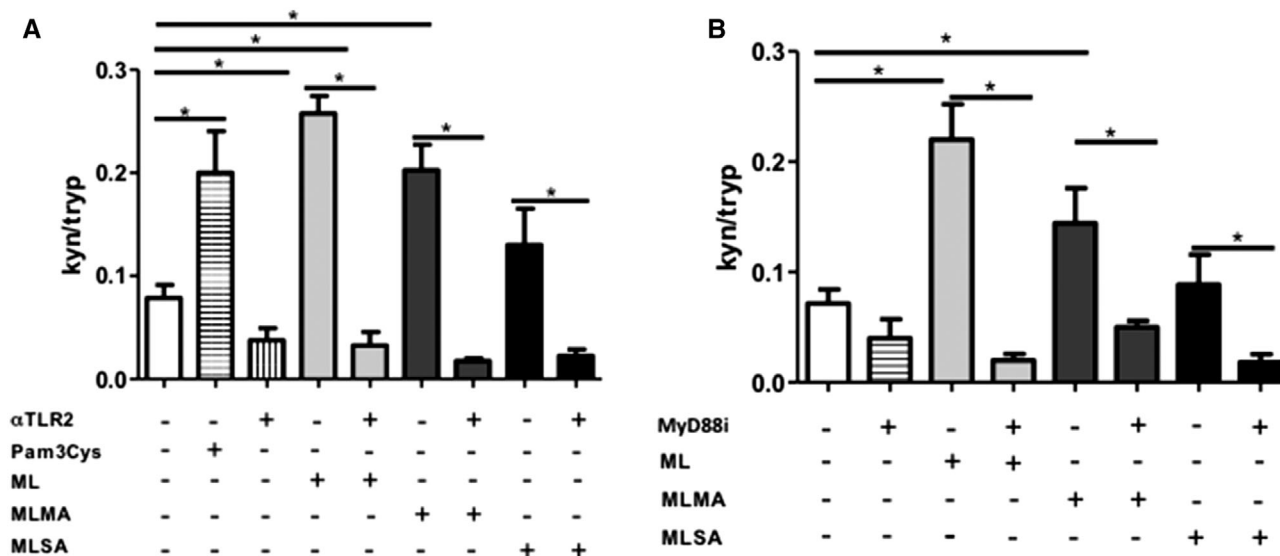 A
* * * * * * *
0.3
0.2
0.1
0.0
kyn/tryp
αTLR2 - - + - + - + - +
Pam3Cys - + - - - - - - -
ML - - - + + - - - -
MLMA - - - - - + + - -
MLSA - - - - - - - + +
B
* * * * *
0.3
0.2
0.1
0.0
kyn/tryp
MyD88i - + - + - + - +
ML - - + + - - - -
MLMA - - - - + + - -
MLSA - - - - - - + +